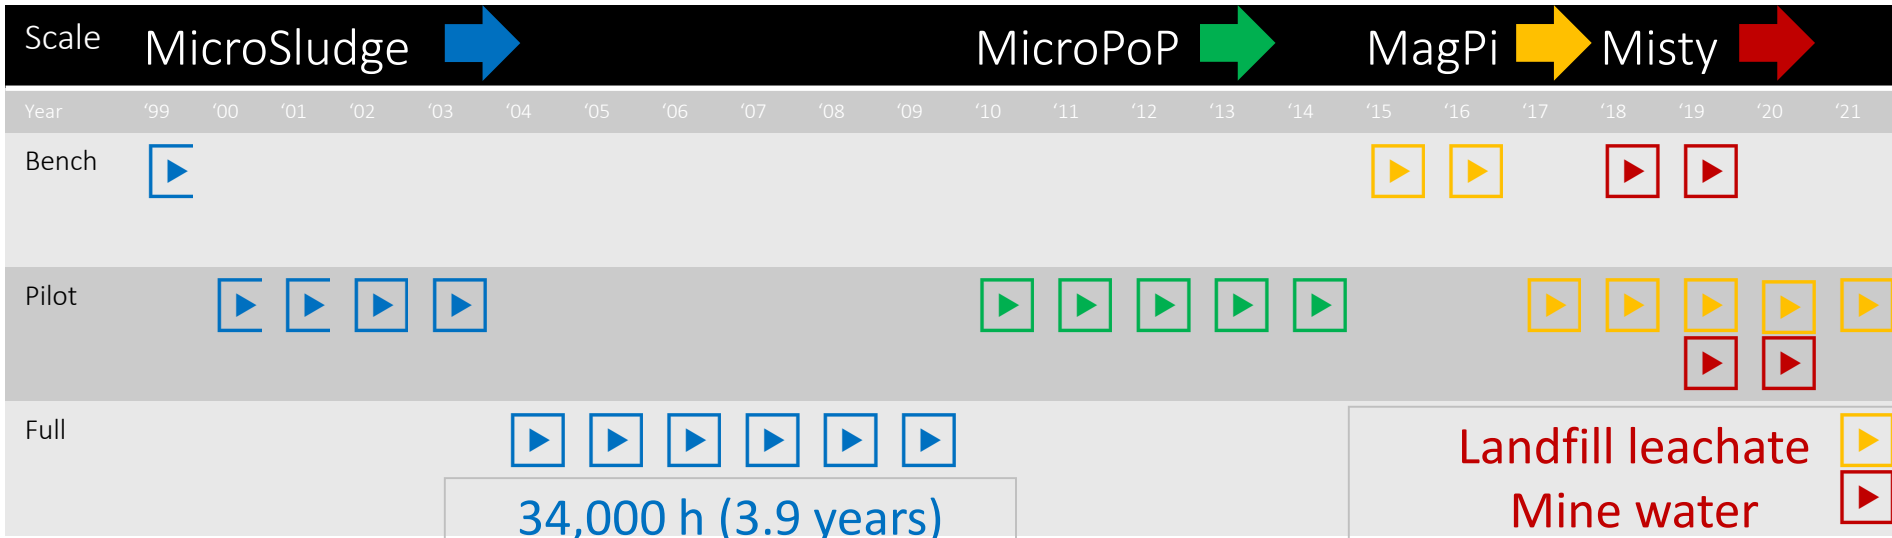 Scale MicroSludge MicroPoP MagPi Misty
Year ‘99 ‘00 ‘01 ‘02 ‘03 ‘04 ‘05 ‘06 ‘07 ‘08 ‘09 ‘10 ‘11 ‘12 ‘13 ‘14 ‘15 ‘16 ‘17 ‘18 ‘19 ‘20 ‘21
Bench
Pilot
Full
Landfill leachate
Mine water
34,000 h (3.9 years)